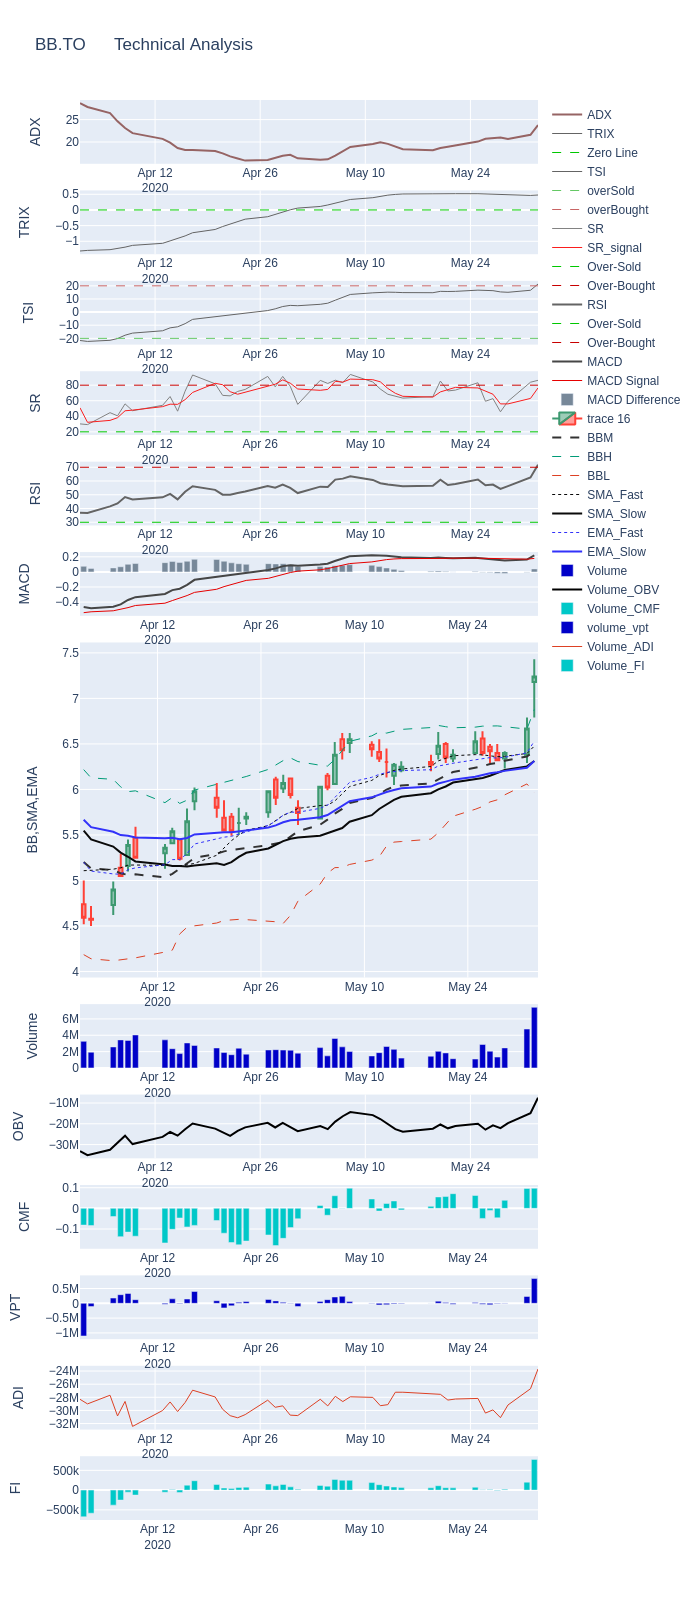 BB.TO Technical Analysis
ADX
25
20
Apr 12
2020
Apr 26
May 10
May 24
TRIX
0.5
0
−0.5
−1
Apr 12
2020
Apr 26
May 10
May 24
TSI
20
10
0
−10
−20
Apr 12
2020
Apr 26
May 10
May 24
SR
80
60
40
20
Apr 12
2020
Apr 26
May 10
May 24
RSI
70
60
50
40
30
Apr 12
2020
Apr 26
May 10
May 24
MACD
0.2
0
−0.2
−0.4
Apr 12
2020
Apr 26
May 10
May 24
BB,SMA,EMA
7.5
7
6.5
6
5.5
5
4.5
4
Apr 12
2020
Apr 26
May 10
May 24
Volume
6M
4M
2M
0
Apr 12
2020
Apr 26
May 10
May 24
OBV
−10M
−20M
−30M
Apr 12
2020
Apr 26
May 10
May 24
CMF
0.1
0
−0.1
Apr 12
2020
Apr 26
May 10
May 24
VPT
0.5M
0
−0.5M
−1M
Apr 12
2020
Apr 26
May 10
May 24
ADI
−24M
−26M
−28M
−30M
−32M
Apr 12
2020
Apr 26
May 10
May 24
FI
500k
0
−500k
Apr 12
2020
Apr 26
May 10
May 24
ADX
TRIX
Zero Line
TSI
overSold
overBought
SR
SR_signal
Over-Sold
Over-Bought
RSI
Over-Sold
Over-Bought
MACD
MACD Signal
MACD Difference
trace 16
BBM
BBH
BBL
SMA_Fast
SMA_Slow
EMA_Fast
EMA_Slow
Volume
Volume_OBV
Volume_CMF
volume_vpt
Volume_ADI
Volume_FI